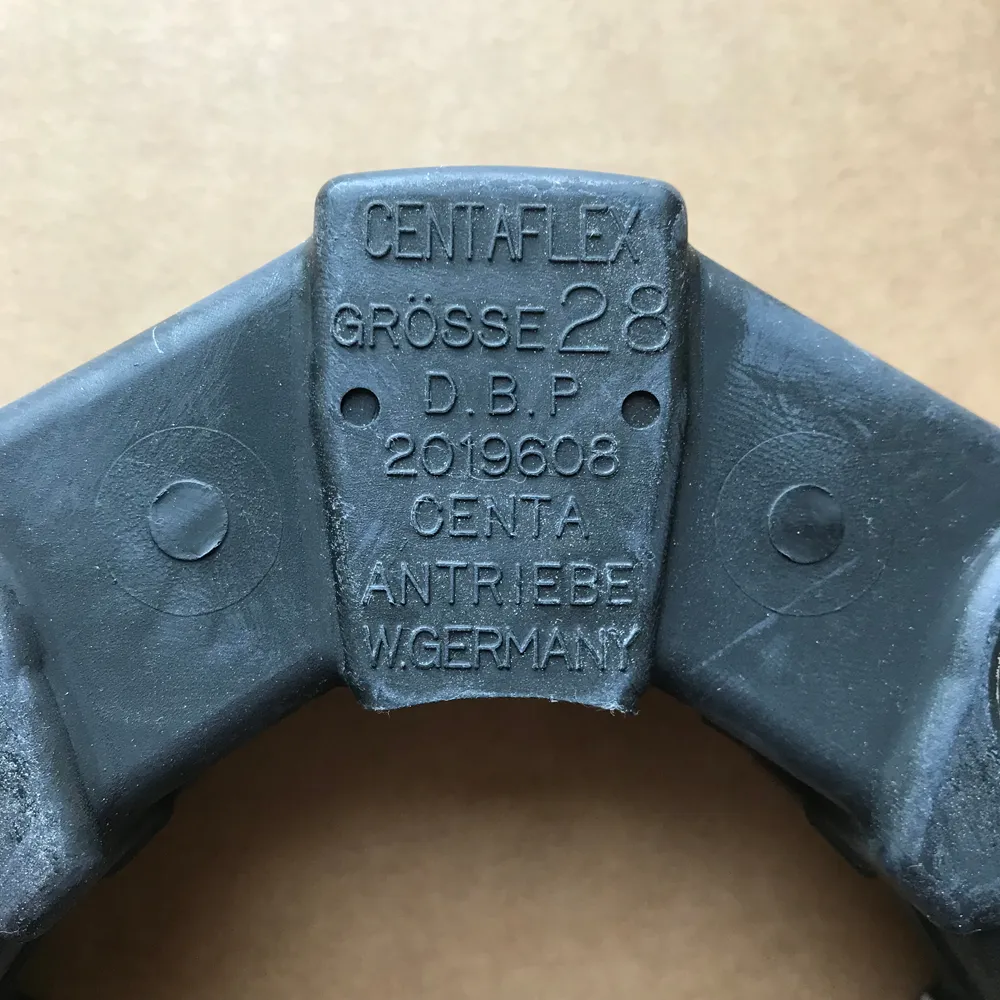 CENTAFLEX
GRÖSSE 28
D.B.P
2019608
CENTA
ANTRIEBE
W.GERMANY